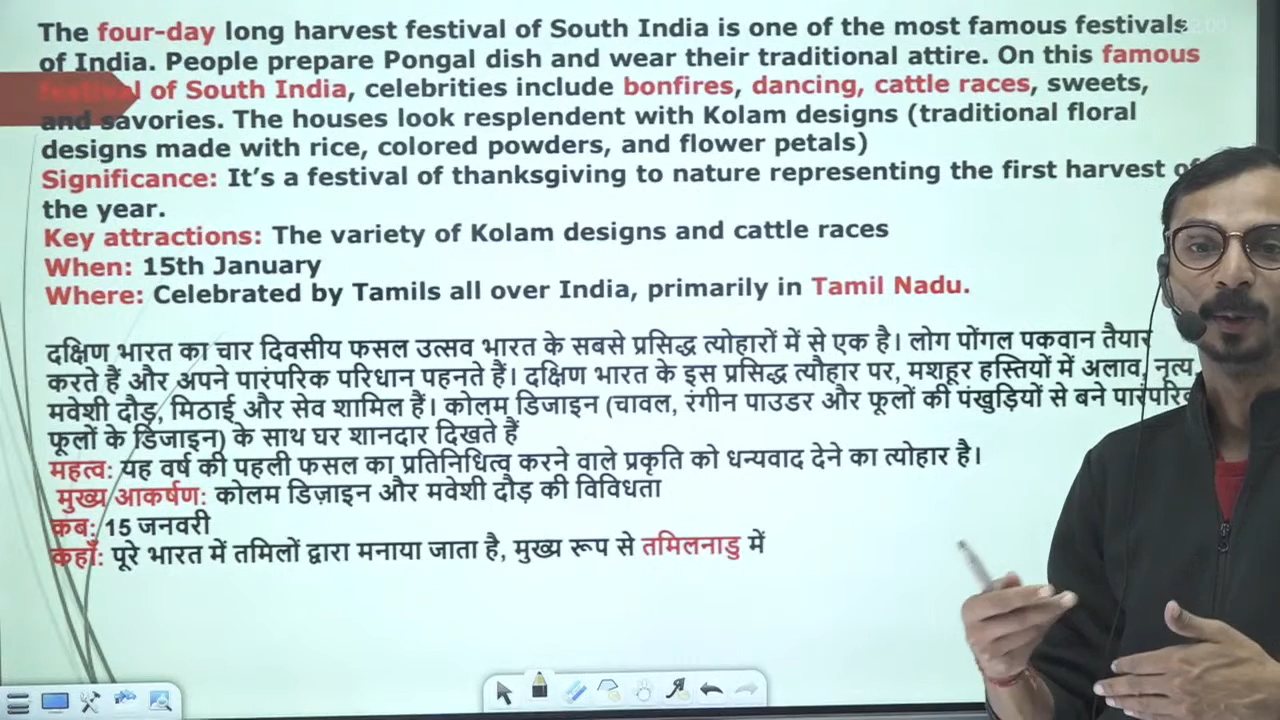 The four-day long harvest festival of South India is one of the most famous festivals
of India. People prepare Pongal dish and wear their traditional attire. On this famous
festival of South India, celebrities include bonfires, dancing, cattle races, sweets,
and savories. The houses look resplendent with Kolam designs (traditional floral
designs made with rice, colored powders, and flower petals)
Significance: It's a festival of thanksgiving to nature representing the first harvest of
the year.
Key attractions: The variety of Kolam designs and cattle races
When: 15th January
Where: Celebrated by Tamils all over India, primarily in Tamil Nadu.
दक्षिण भारत का चार दिवसीय फसल उत्सव भारत के सबसे प्रसिद्ध त्योहारों में से एक है। लोग पोंगल पकवान तैयार
करते हैं और अपने पारंपरिक परिधान पहनते हैं। दक्षिण भारत के इस प्रसिद्ध त्यौहार पर, मशहूर हस्तियों में अलाव, नृत्य,
मवेशी दौड़, मिठाई और सेव शामिल हैं। कोलम डिजाइन (चावल, रंगीन पाउडर और फूलों की पंखुड़ियों से बने पारंपरिक
फूलों के डिजाइन) के साथ घर शानदार दिखते हैं
महत्व: यह वर्ष की पहली फसल का प्रतिनिधित्व करने वाले प्रकृति को धन्यवाद देने का त्योहार है।
मुख्य आकर्षण: कोलम डिज़ाइन और मवेशी दौड़ की विविधता
कब: 15 जनवरी
कहाँ: पूरे भारत में तमिलों द्वारा मनाया जाता है, मुख्य रूप से तमिलनाडु में